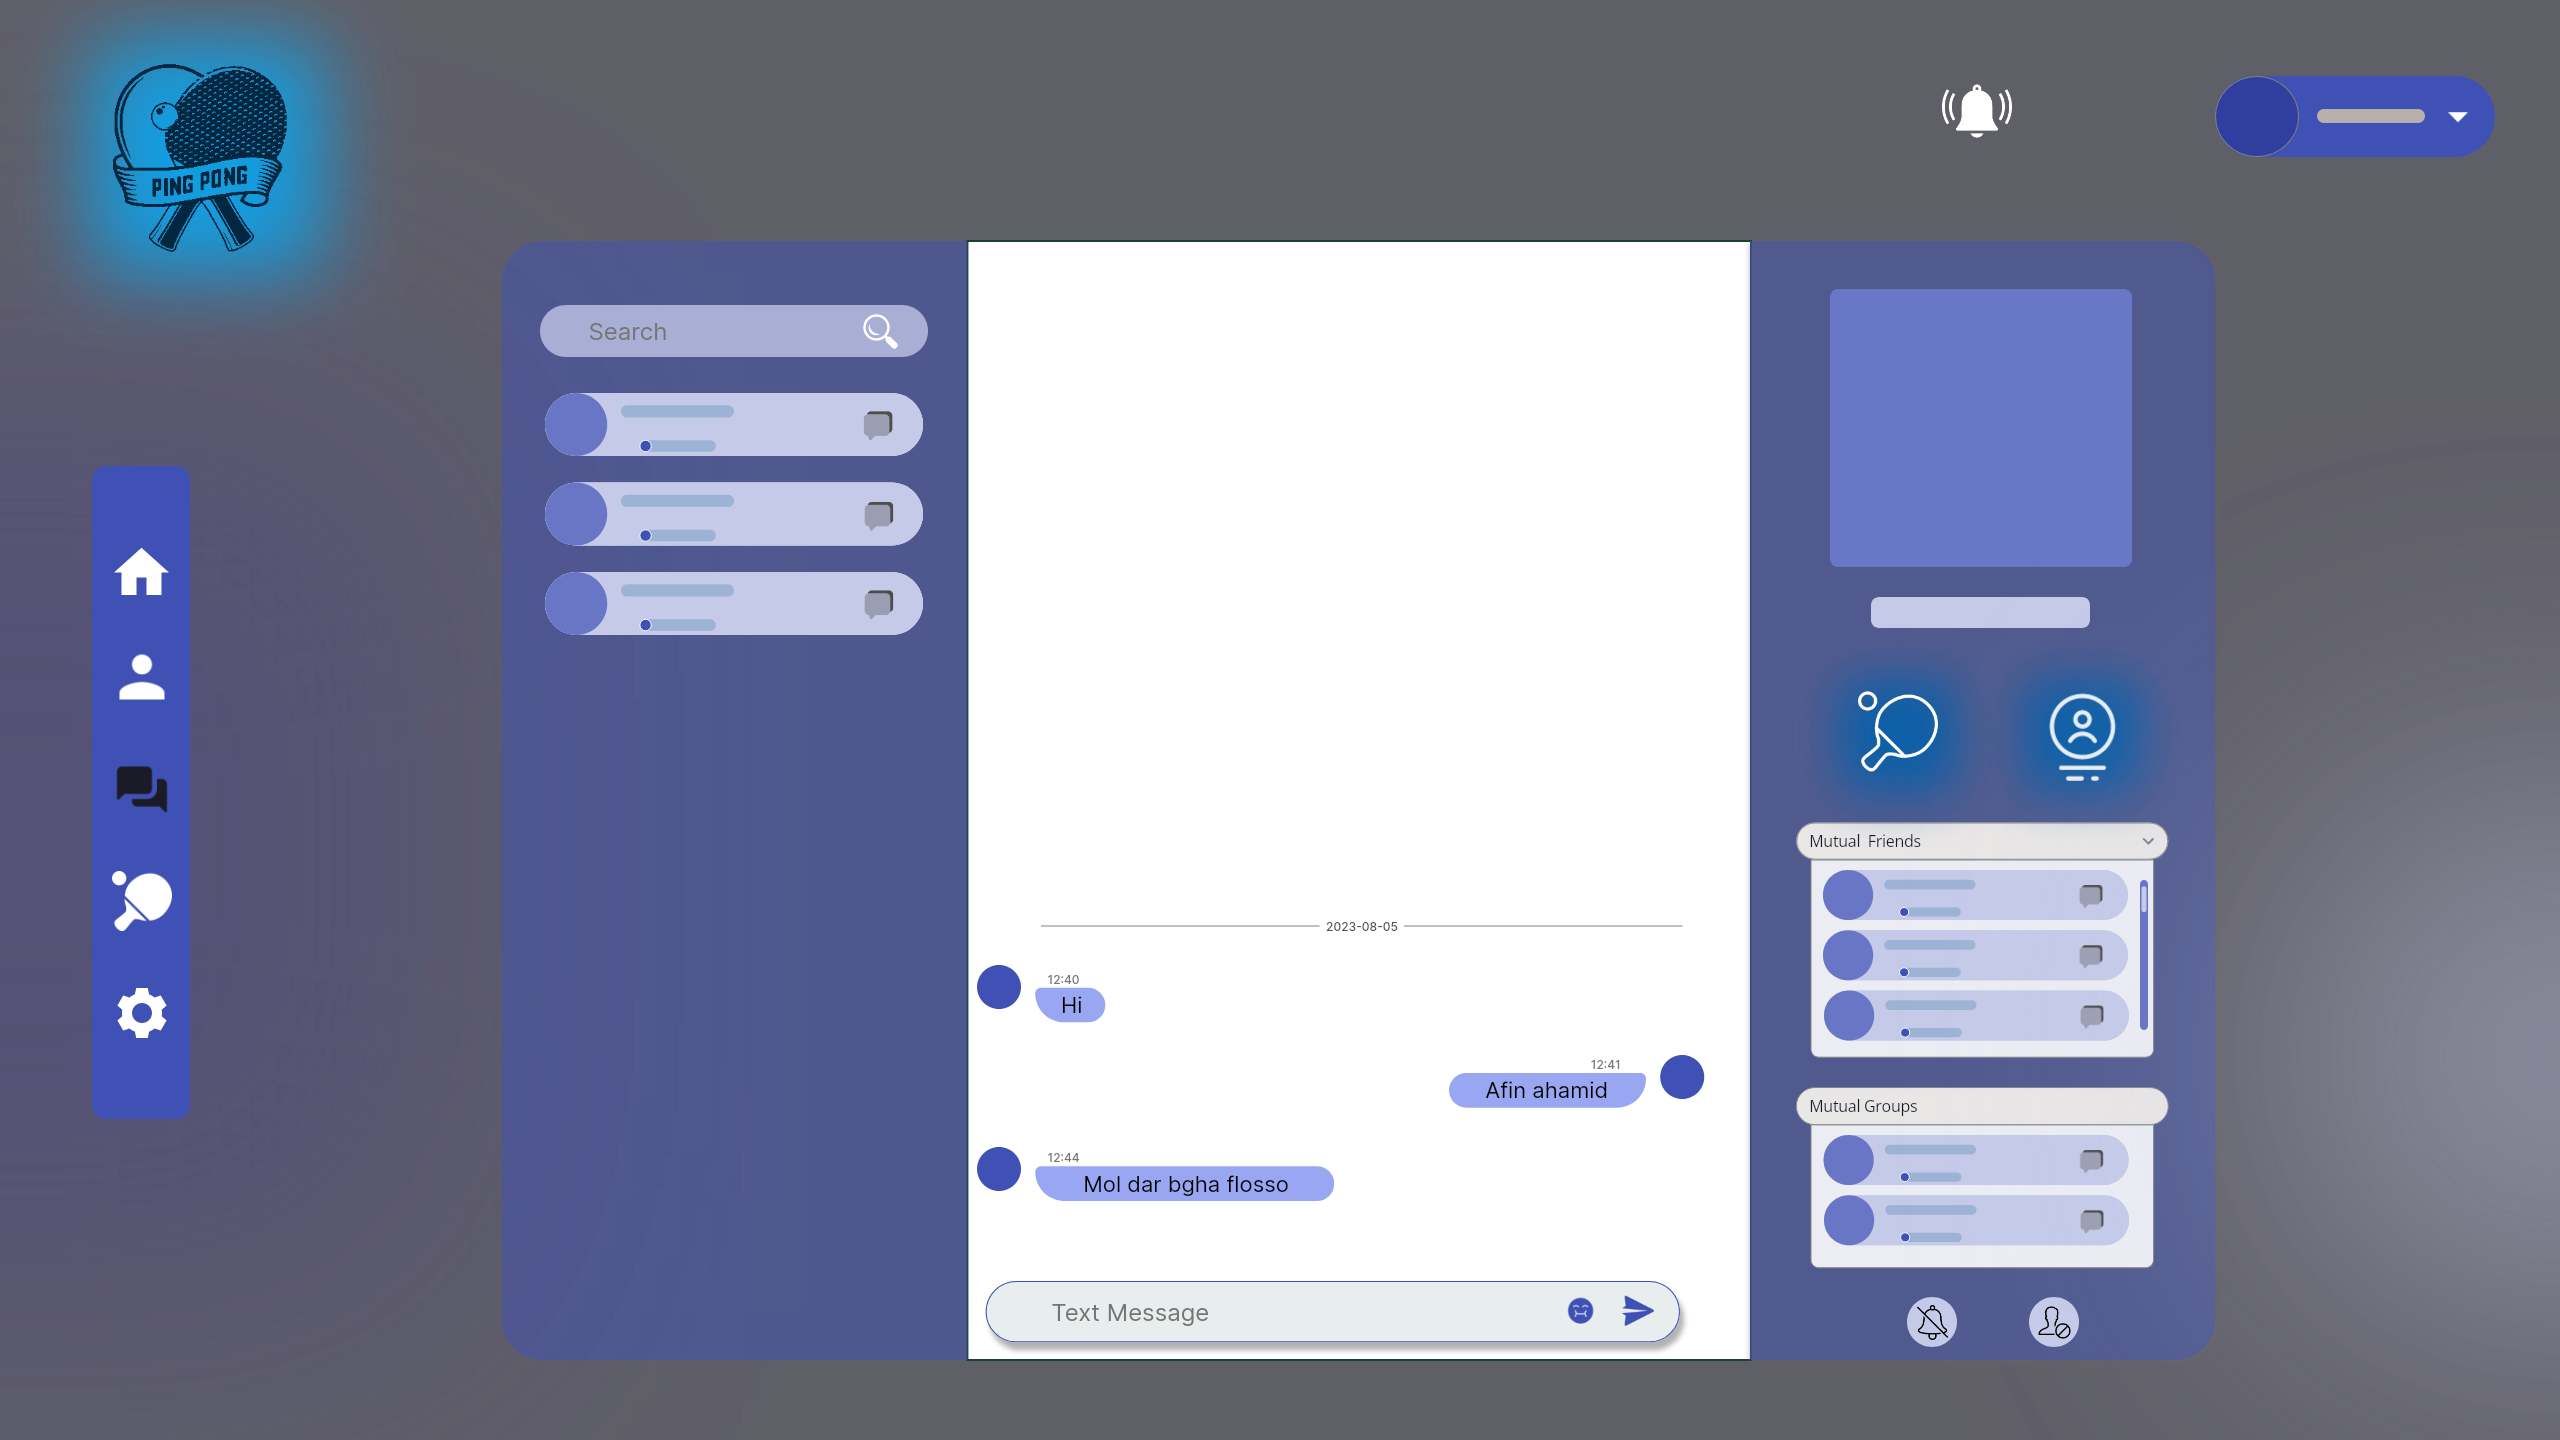 PING PONG
Search
2023-08-05
12:40
Hi
12:41
Afin ahamid
12:44
Mol dar bgha flosso
Text Message
Mutual Friends
Mutual Groups